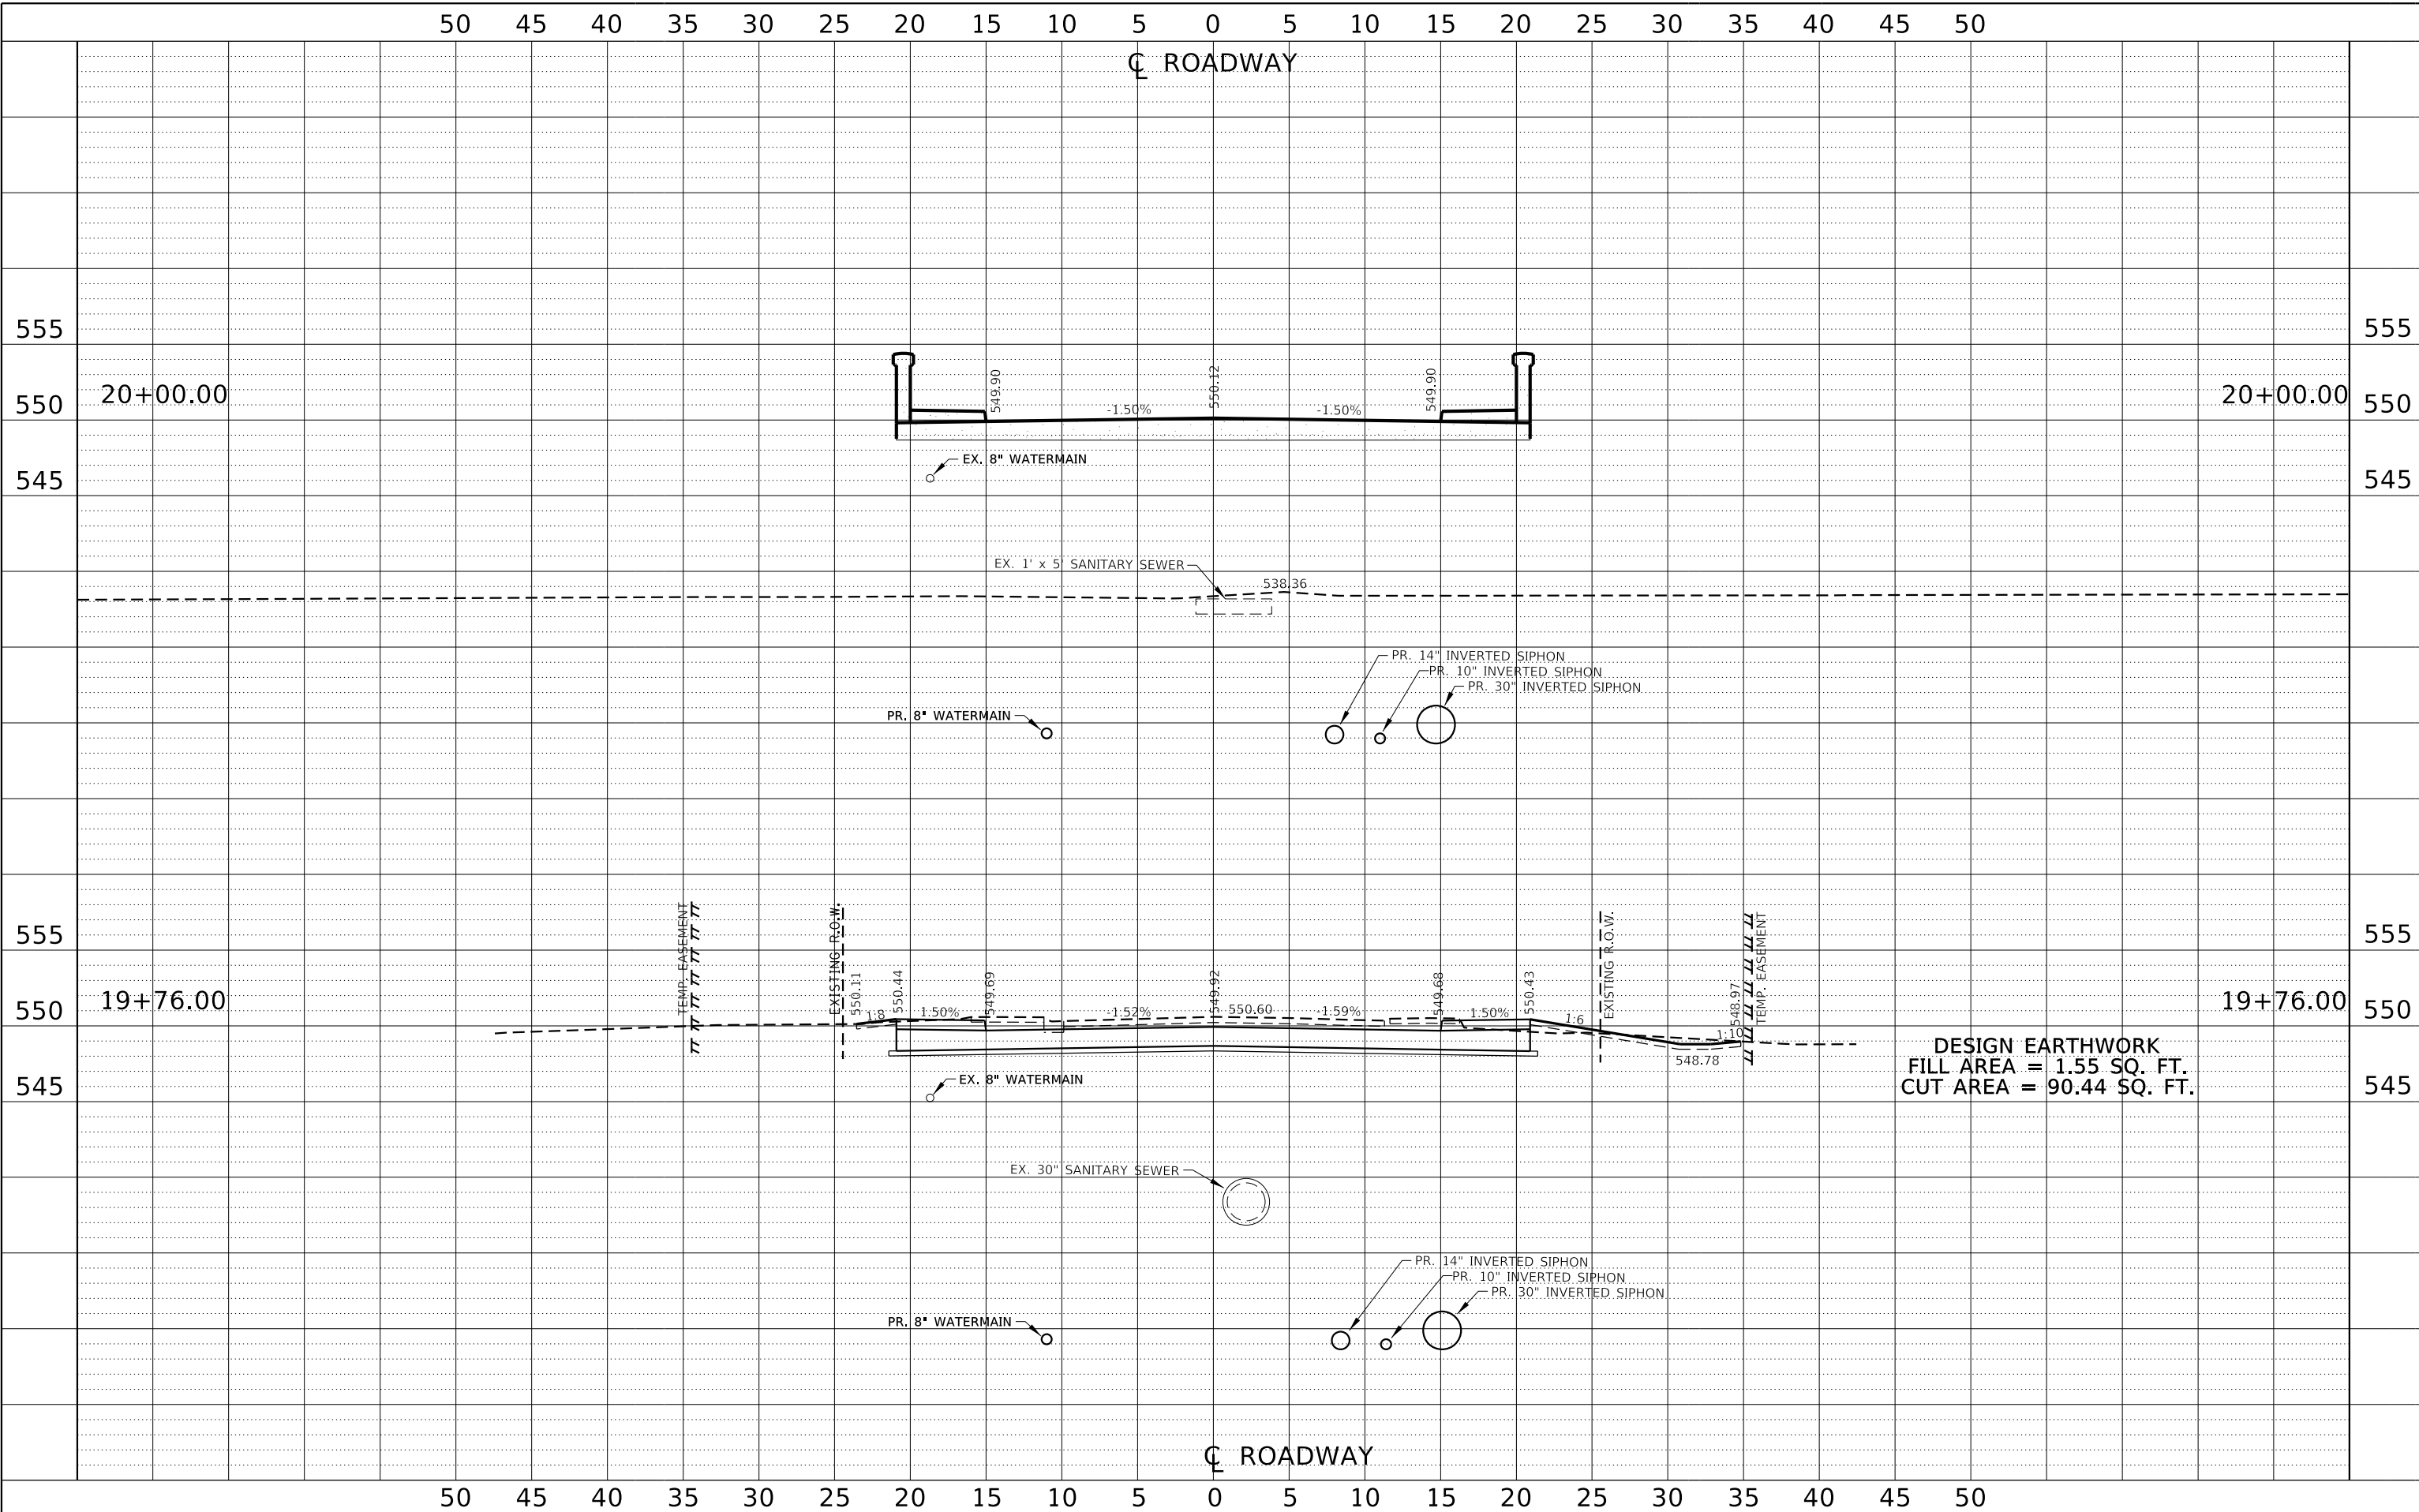 50 45 40 35 30 25 20 15 10 5 0 5 10 15 20 25 30 35 40 45 50
℄ ROADWAY
555 555
549.90 550.12 549.90
20+00.00 20+00.00
550 -1.50% -1.50% 550
EX. 8" WATERMAIN
545 545
EX. 1' x 5' SANITARY SEWER
538.36
PR. 14" INVERTED SIPHON
PR. 10" INVERTED SIPHON
PR. 30" INVERTED SIPHON
PR. 8" WATERMAIN
555 555
TEMP. EASEMENT EXISTING R.O.W. EXISTING R.O.W. TEMP. EASEMENT
550.11 550.44 549.69 549.92 549.68 550.43 548.97
19+76.00 19+76.00
550 1:8 1.50% -1.52% 550.60 -1.59% 1.50% 1:6 550
1:10
548.78
DESIGN EARTHWORK
FILL AREA = 1.55 SQ. FT.
CUT AREA = 90.44 SQ. FT.
EX. 8" WATERMAIN
545 545
EX. 30" SANITARY SEWER
PR. 14" INVERTED SIPHON
PR. 10" INVERTED SIPHON
PR. 30" INVERTED SIPHON
PR. 8" WATERMAIN
℄ ROADWAY
50 45 40 35 30 25 20 15 10 5 0 5 10 15 20 25 30 35 40 45 50